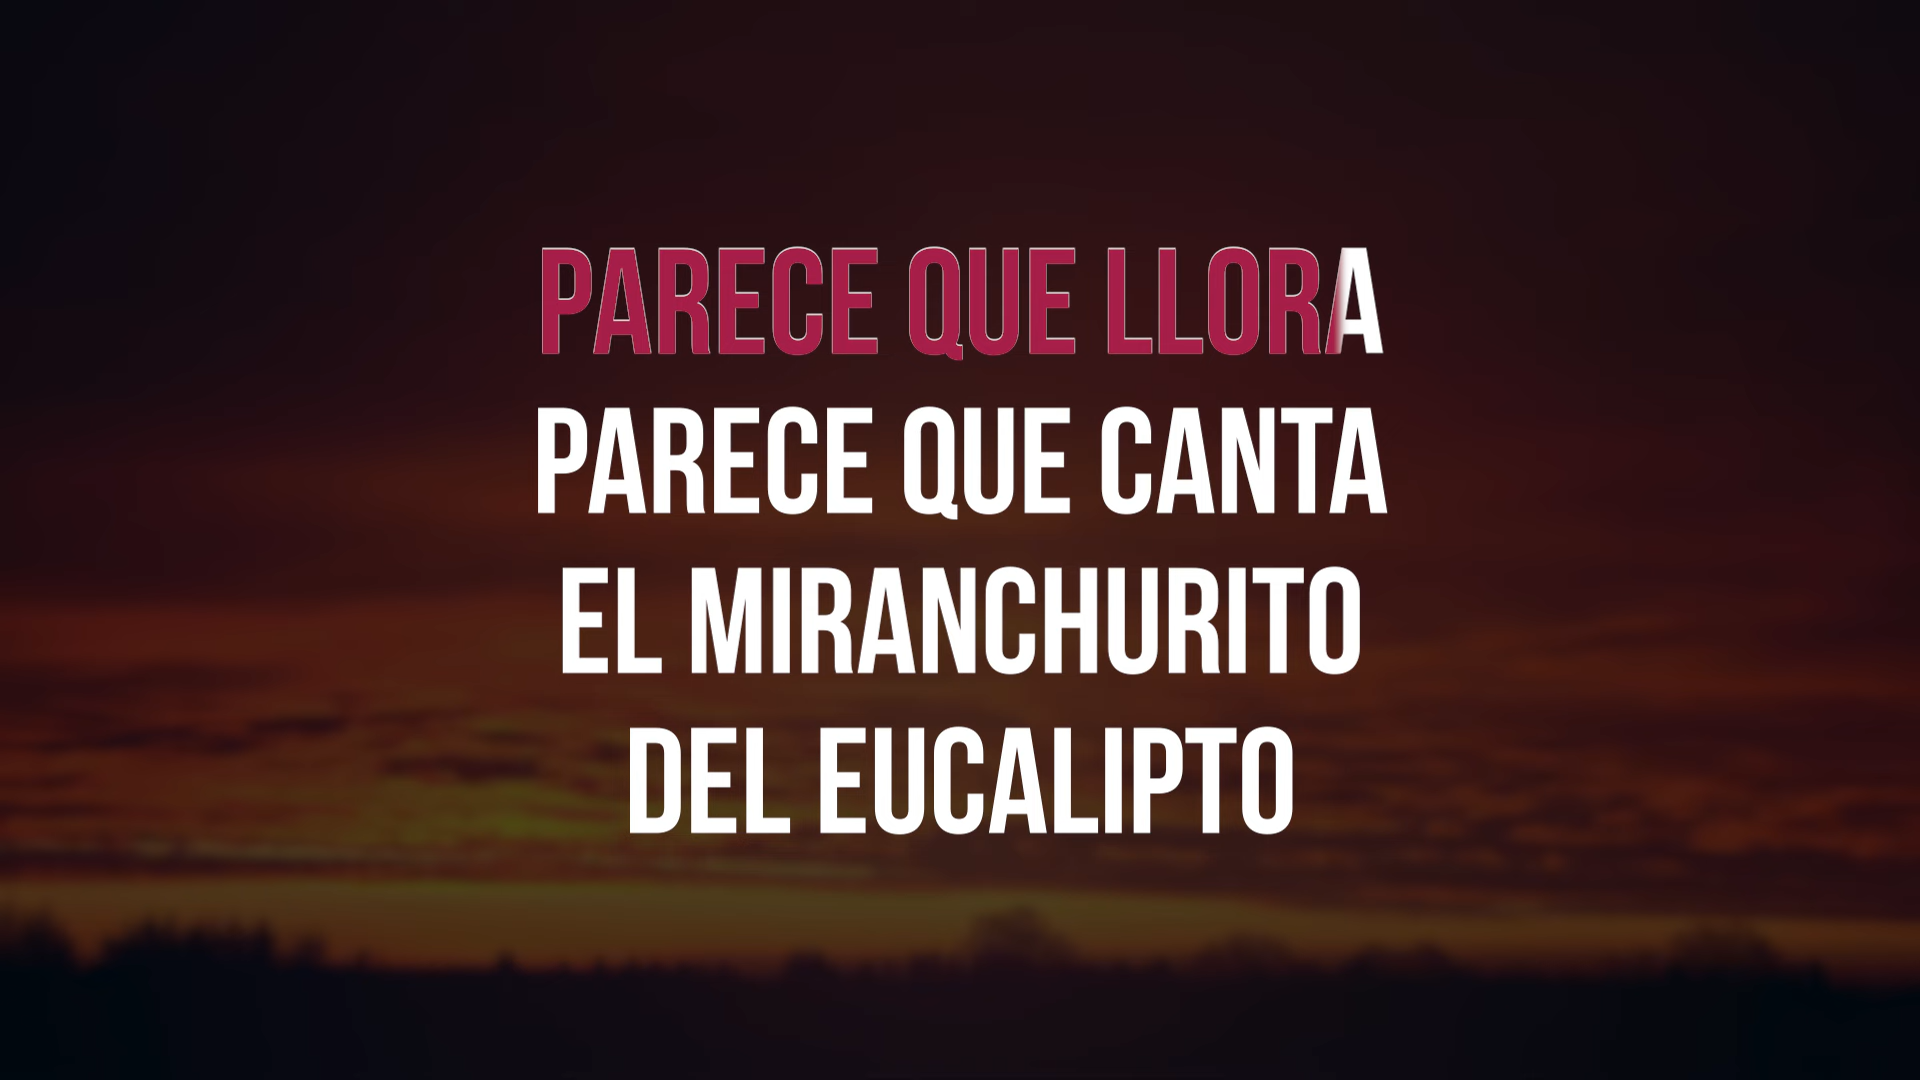 PARECE QUE LLORA
PARECE QUE CANTA
EL MIRANCHURITO
DEL EUCALIPTO